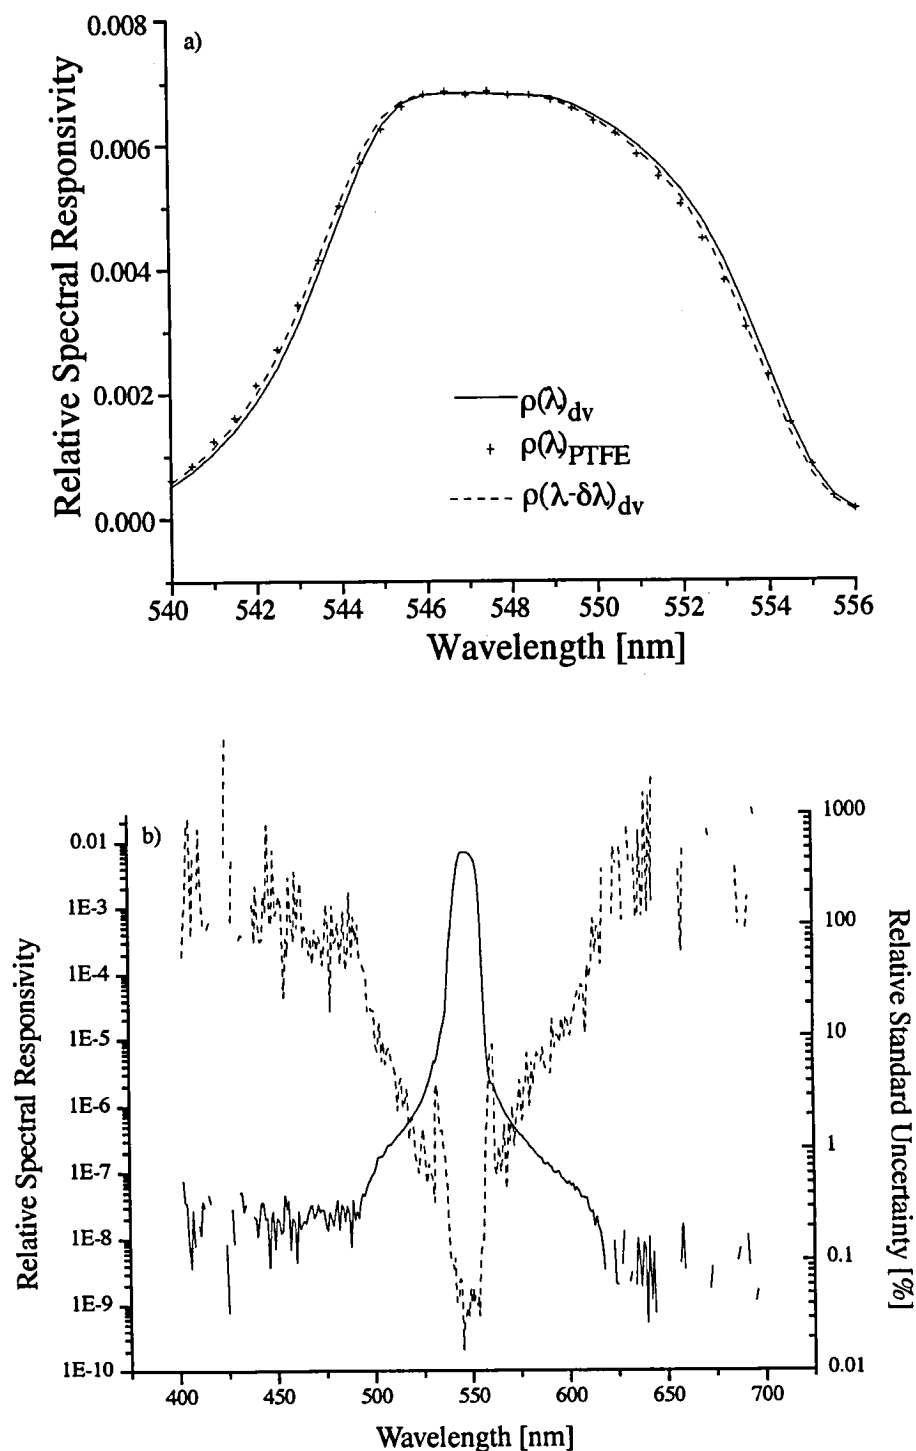 a)
Relative Spectral Responsivity
0.008
0.006
0.004
0.002
0.000
ρ(λ)dv
ρ(λ)PTFE
ρ(λ-δλ)dv
540 542 544 546 548 550 552 554 556
Wavelength [nm]
b)
Relative Spectral Responsivity
0.01
1E-3
1E-4
1E-5
1E-6
1E-7
1E-8
1E-9
1E-10
1000
100
10
1
0.1
0.01
Relative Standard Uncertainty [%]
400 450 500 550 600 650 700
Wavelength [nm]